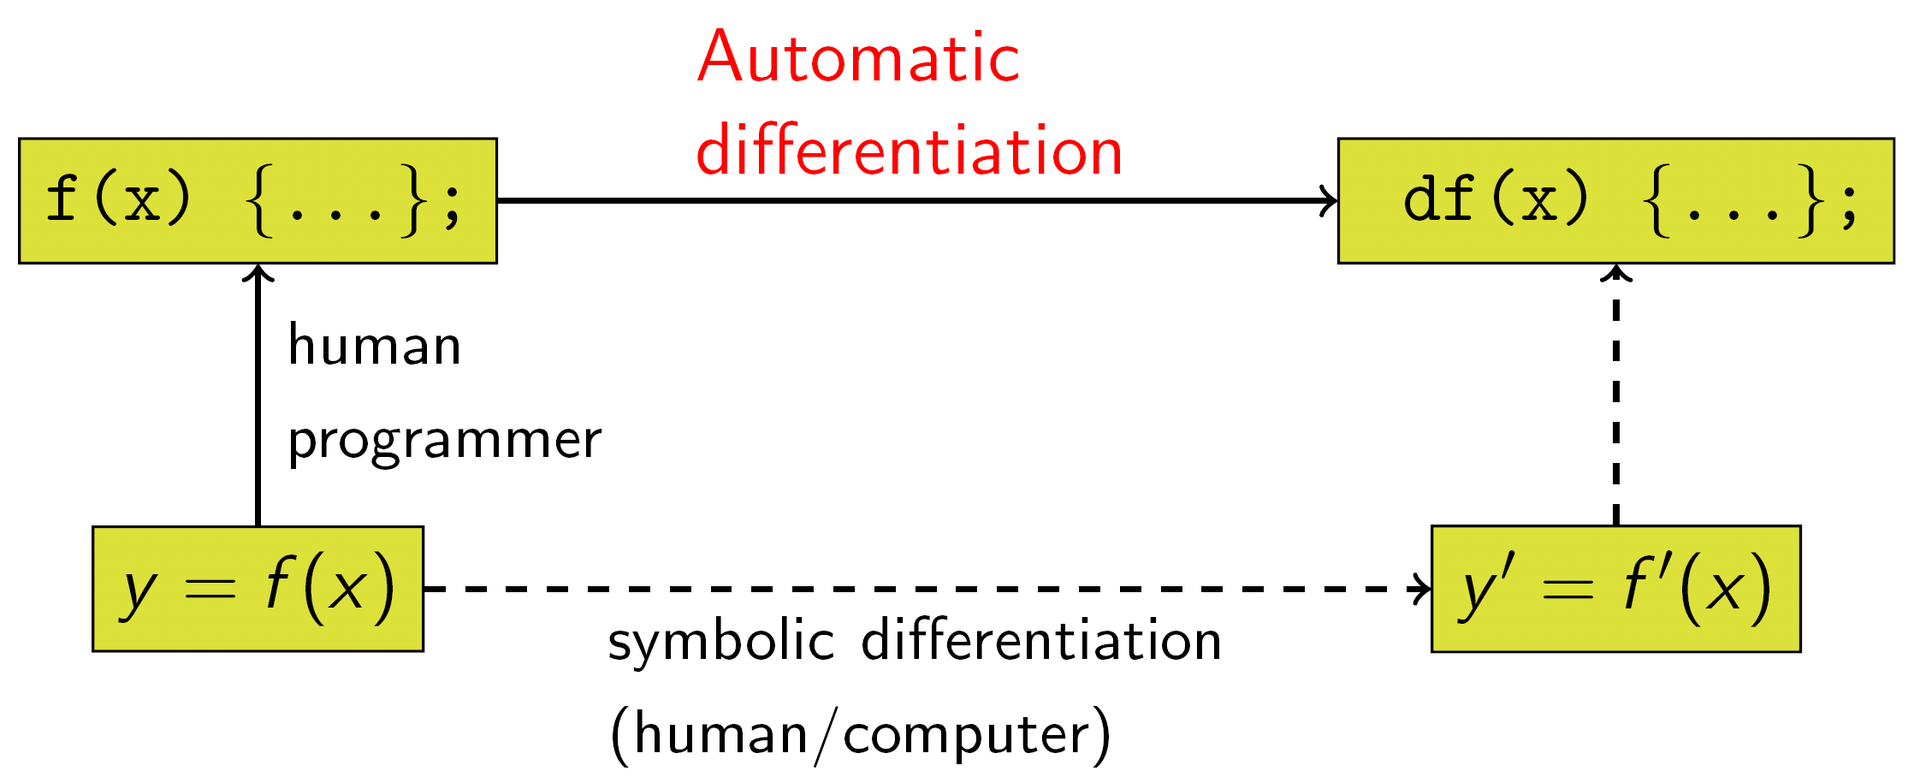 Automatic
differentiation
f(x) {...};
df(x) {...};
human
programmer
y = f(x)
y′ = f′(x)
symbolic differentiation
(human/computer)